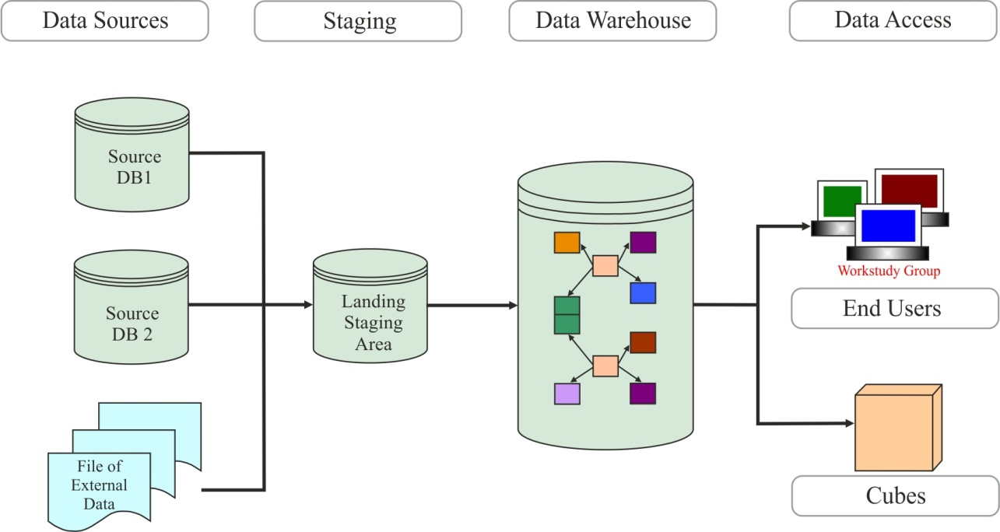 Data Sources
Staging
Data Warehouse
Data Access
Source
DB1
Source
DB 2
File of
External
Data
Landing
Staging
Area
Workstudy Group
End Users
Cubes